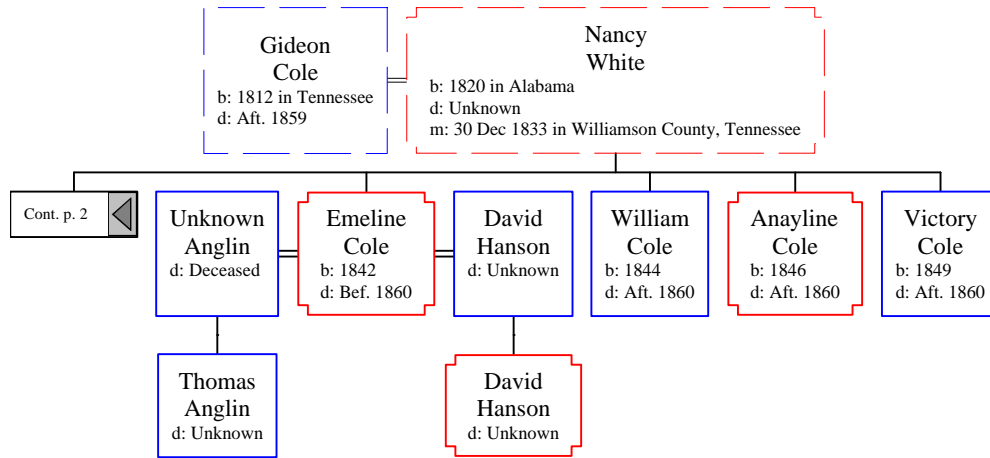 Gideon
Cole
b: 1812 in Tennessee
d: Aft. 1859
Nancy
White
b: 1820 in Alabama
d: Unknown
m: 30 Dec 1833 in Williamson County, Tennessee
Cont. p. 2
Unknown
Anglin
d: Deceased
Emeline
Cole
b: 1842
d: Bef. 1860
David
Hanson
d: Unknown
William
Cole
b: 1844
d: Aft. 1860
Anayline
Cole
b: 1846
d: Aft. 1860
Victory
Cole
b: 1849
d: Aft. 1860
Thomas
Anglin
d: Unknown
David
Hanson
d: Unknown